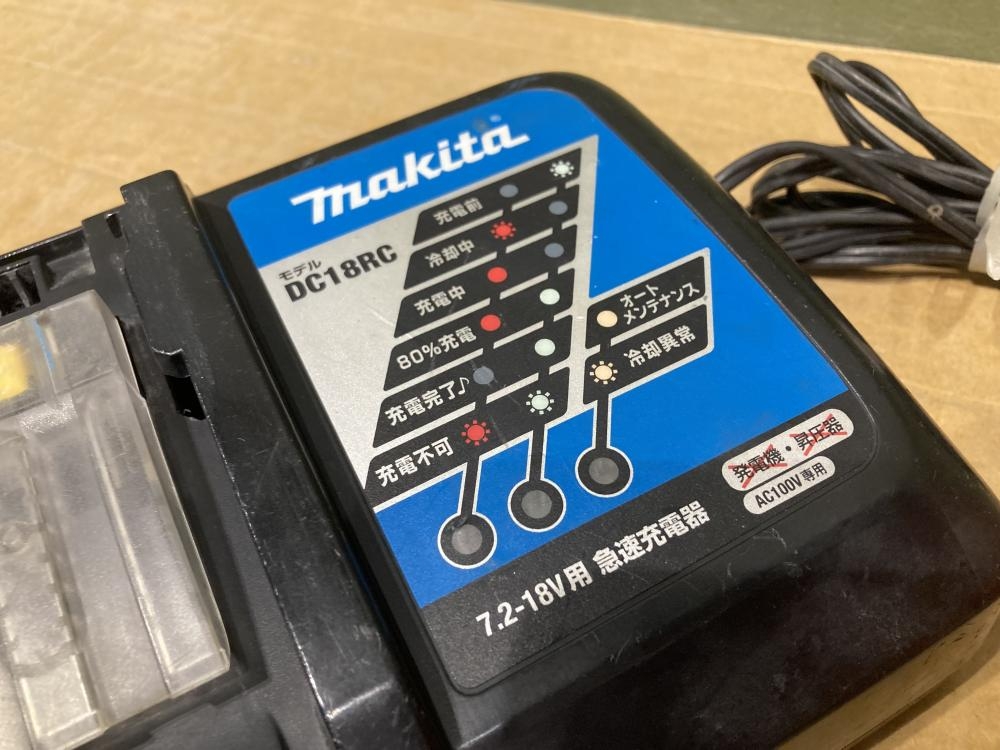 makita
モデル
DC18RC
充電前
冷却中
充電中
80%充電
充電完了♪
充電不可
オート
メンテナンス
冷却異常
発電機・昇圧器
AC100V専用
7.2-18V用 急速充電器